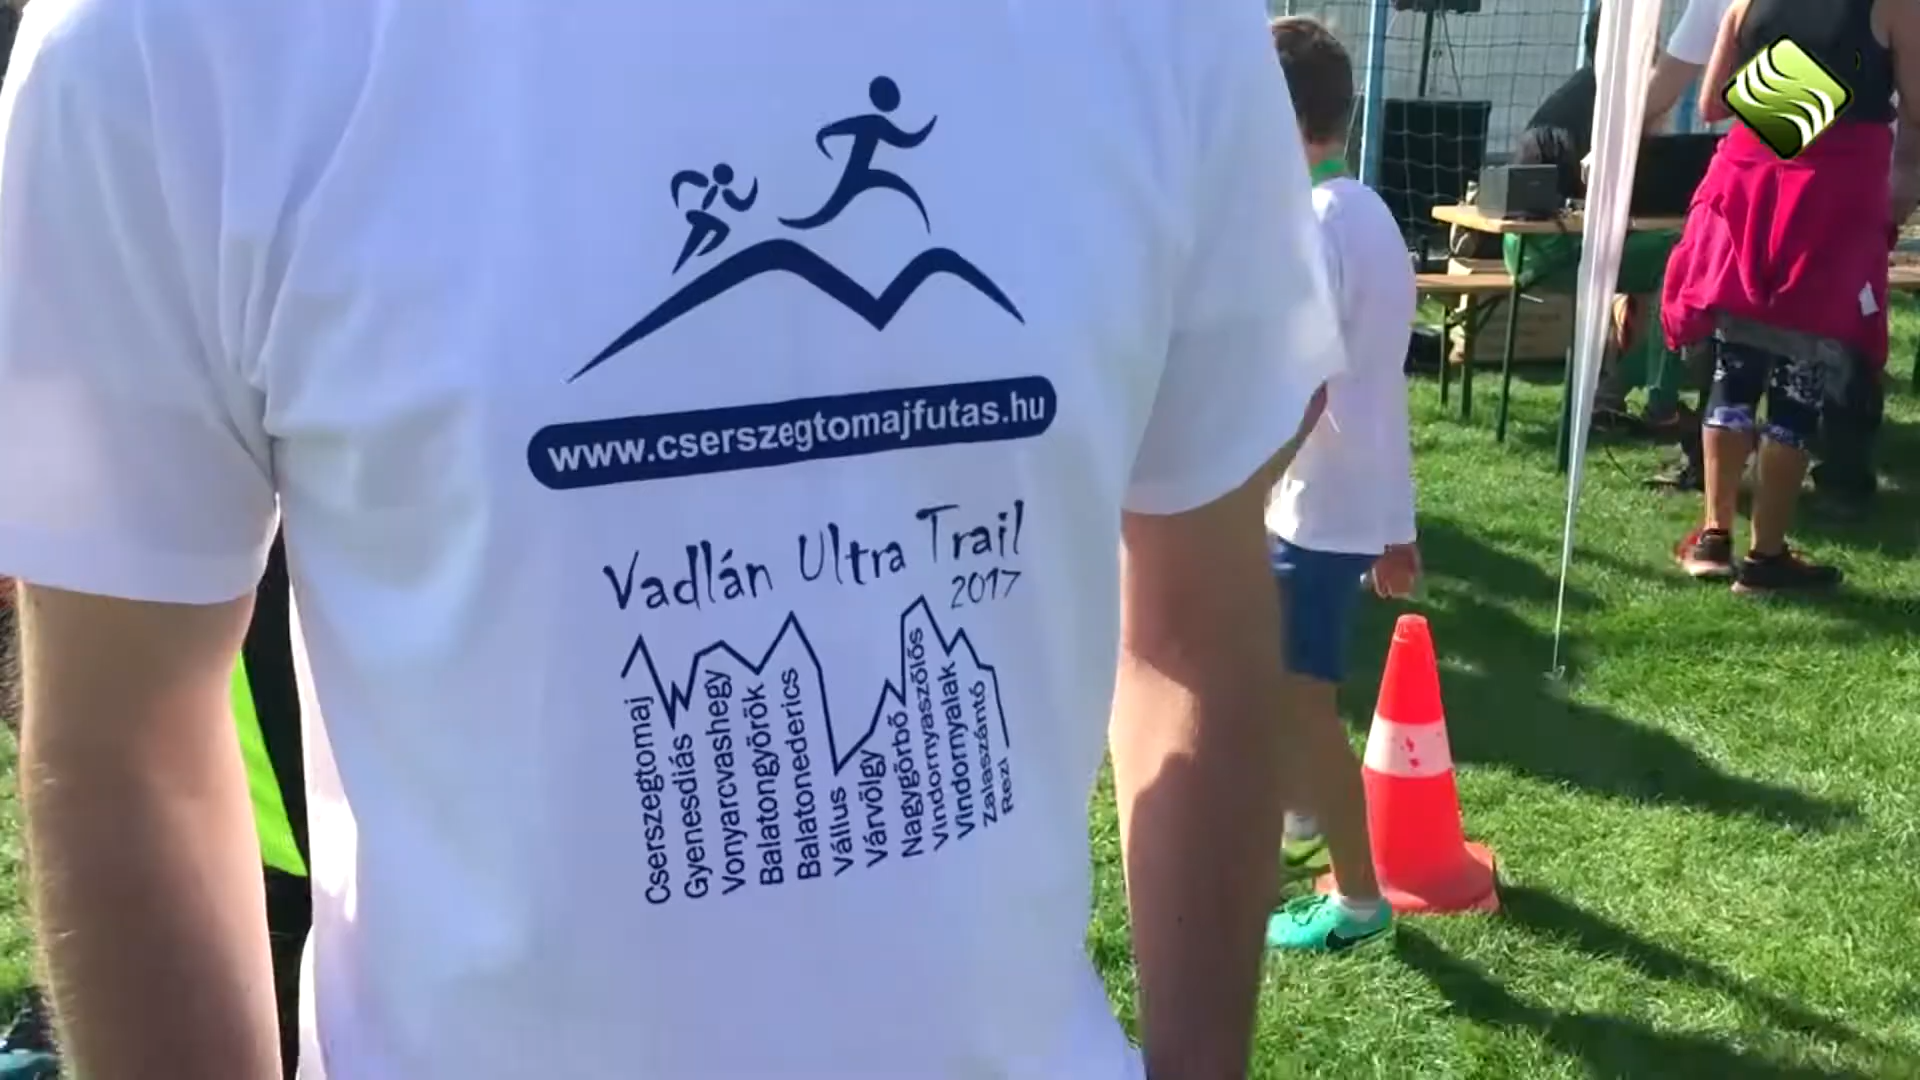 www.cserszegtomajfutas.hu
Vadlán Ultra Trail
2017
Cserszegtomaj
Gyenesdiás
Vonyarcvashegy
Balatongyörök
Balatonederics
Vállus
Várvölgy
Nagygörbő
Vindornyaszőlős
Vindornyalak
Zalaszántó
Rezi